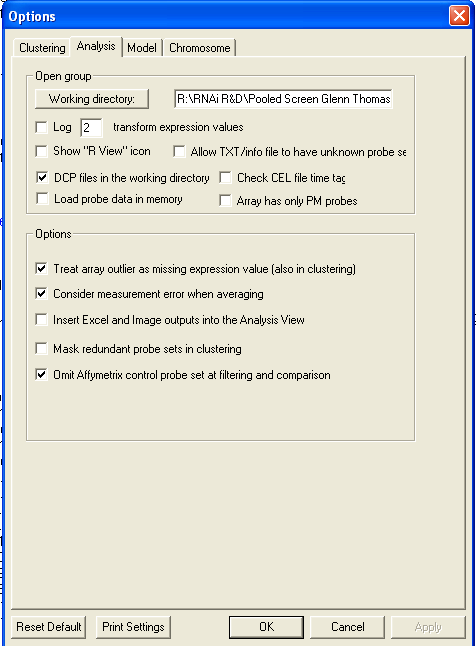 Options
Clustering Analysis Model Chromosome
Open group
Working directory: R:\RNAi R&D\Pooled Screen Glenn Thomas
Log 2 transform expression values
Show "R View" icon Allow TXT/info file to have unknown probe se
DCP files in the working directory Check CEL file time tag
Load probe data in memory Array has only PM probes
Options
Treat array outlier as missing expression value (also in clustering)
Consider measurement error when averaging
Insert Excel and Image outputs into the Analysis View
Mask redundant probe sets in clustering
Omit Affymetrix control probe set at filtering and comparison
Reset Default Print Settings OK Cancel Apply